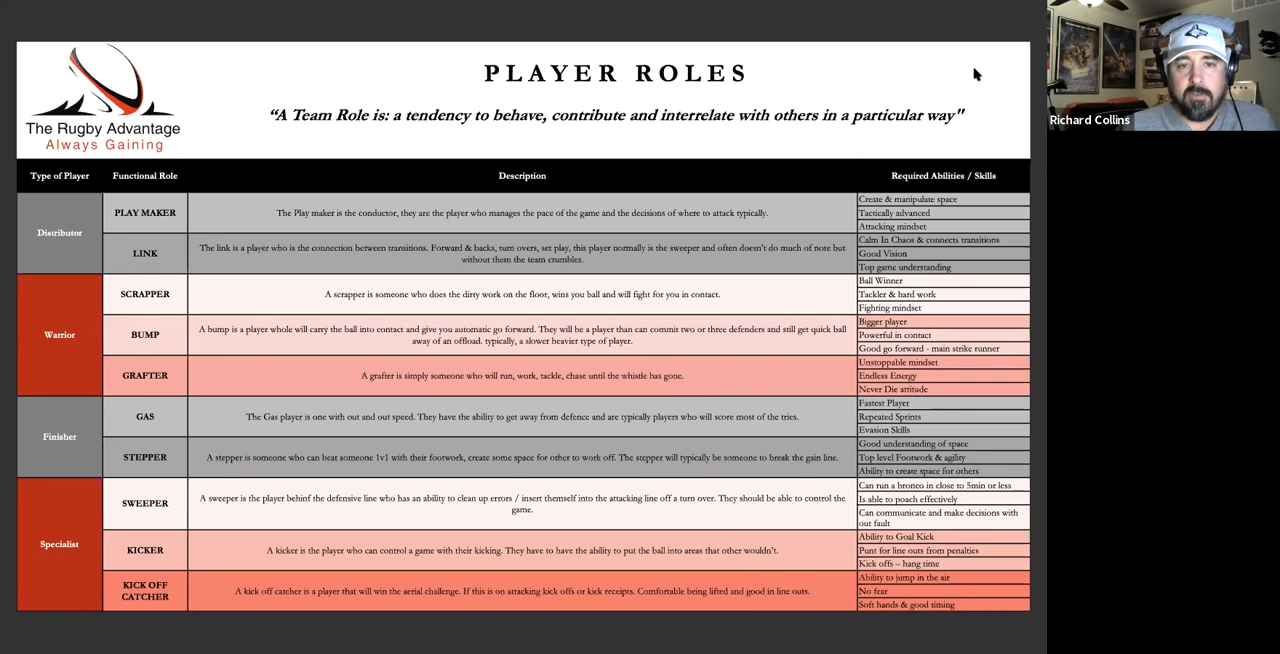 PLAYER ROLES
“A Team Role is: a tendency to behave, contribute and interrelate with others in a particular way"
The Rugby Advantage
Always Gaining
Richard Collins
Type of Player
Functional Role
Description
Required Abilities / Skills
Distributor
PLAY MAKER
The Play maker is the conductor, they are the player who manages the pace of the game and the decisions of where to attack typically.
Create & manipulate space
Tactically advanced
Attacking mindset
LINK
The link is a player who is the connection between transitions. Forward & backs, turn overs, set play, this player normally is the sweeper and often doesn't do much of note but
without them the team crumbles.
Calm In Chaos & connects transitions
Good Vision
Top game understanding
Warrior
SCRAPPER
A scrapper is someone who does the dirty work on the floor, wins you ball and will fight for you in contact.
Ball Winner
Tackler & hard work
Fighting mindset
BUMP
A bump is a player whole will carry the ball into contact and give you automatic go forward. They will be a player than can commit two or three defenders and still get quick ball
away of an offload. typically, a slower heavier type of player.
Bigger player
Powerful in contact
Good go forward - main strike runner
GRAFTER
A grafter is simply someone who will run, work, tackle, chase until the whistle has gone.
Unstoppable mindset
Endless Energy
Never Die attitude
Finisher
GAS
The Gas player is one with out and out speed. They have the ability to get away from defence and are typically players who will score most of the tries.
Fastest Player
Repeated Sprints
Evasion Skills
STEPPER
A stepper is someone who can beat someone 1v1 with their footwork, create some space for other to work off. The stepper will typically be someone to break the gain line.
Good understanding of space
Top level Footwork & agility
Ability to create space for others
Specialist
SWEEPER
A sweeper is the player behinf the defensive line who has an ability to clean up errors / insert themself into the attacking line off a turn over. They should be able to control the
game.
Can run a bronco in close to 5min or less
Is able to poach effectively
Can communicate and make decisions with
out fault
KICKER
A kicker is the player who can control a game with their kicking. They have to have the ability to put the ball into areas that other wouldn't.
Ability to Goal Kick
Punt for line outs from penalties
Kick offs – hang time
KICK OFF
CATCHER
A kick off catcher is a player that will win the aerial challenge. If this is on attacking kick offs or kick receipts. Comfortable being lifted and good in line outs.
Ability to jump in the air
No fear
Soft hands & good timing